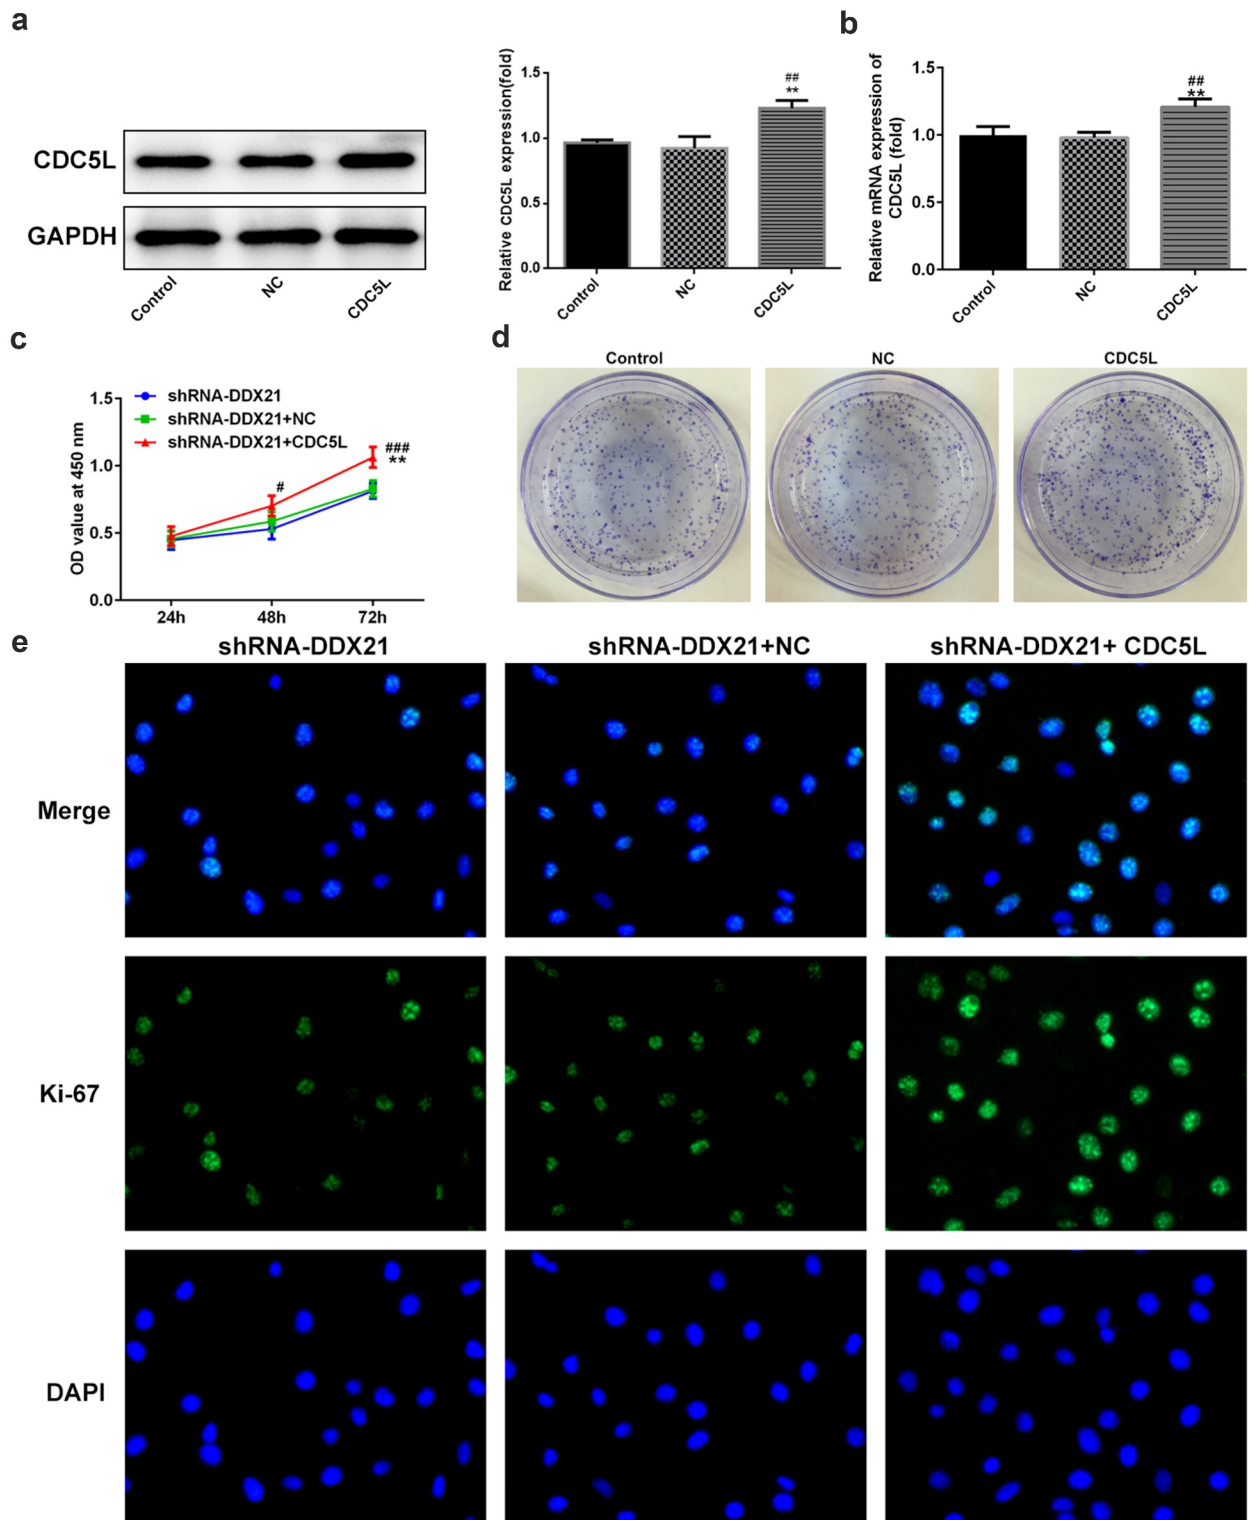 a
CDC5L
GAPDH
Control
NC
CDC5L
Relative CDC5L expression(fold)
1.5
1.0
0.5
0.0
##
**
Control
NC
CDC5L
b
Relative mRNA expression of
CDC5L (fold)
1.5
1.0
0.5
0.0
##
**
Control
NC
CDC5L
c
shRNA-DDX21
shRNA-DDX21+NC
shRNA-DDX21+CDC5L
OD value at 450 nm
1.5
1.0
0.5
0.0
#
###
**
24h
48h
72h
d
Control
NC
CDC5L
e
shRNA-DDX21
shRNA-DDX21+NC
shRNA-DDX21+ CDC5L
Merge
Ki-67
DAPI